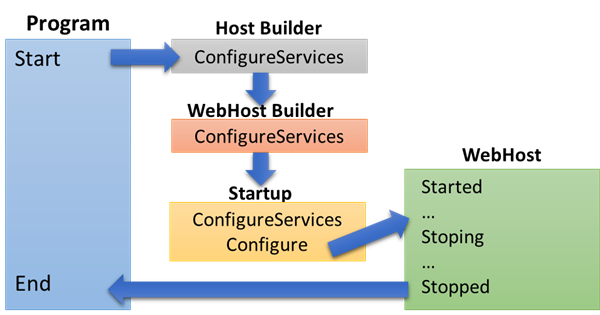 Program
Start
End
Host Builder
ConfigureServices
WebHost Builder
ConfigureServices
Startup
ConfigureServices
Configure
WebHost
Started
...
Stoping
...
Stopped